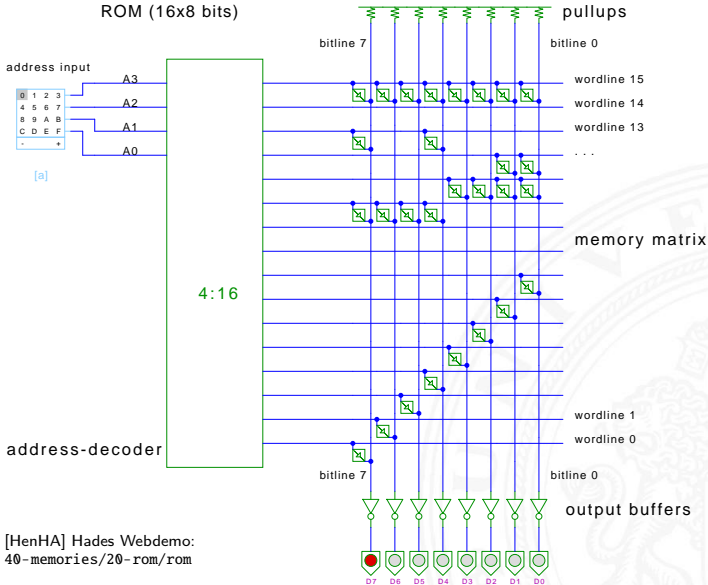 ROM (16x8 bits)
pullups
bitline 7
bitline 0
address input
0 1 2 3
4 5 6 7
8 9 A B
C D E F
- +
[a]
A3
A2
A1
A0
wordline 15
wordline 14
wordline 13
. . .
memory matrix
4:16
wordline 1
wordline 0
address-decoder
bitline 7
bitline 0
output buffers
[HenHA] Hades Webdemo:
40-memories/20-rom/rom
D7 D6 D5 D4 D3 D2 D1 D0